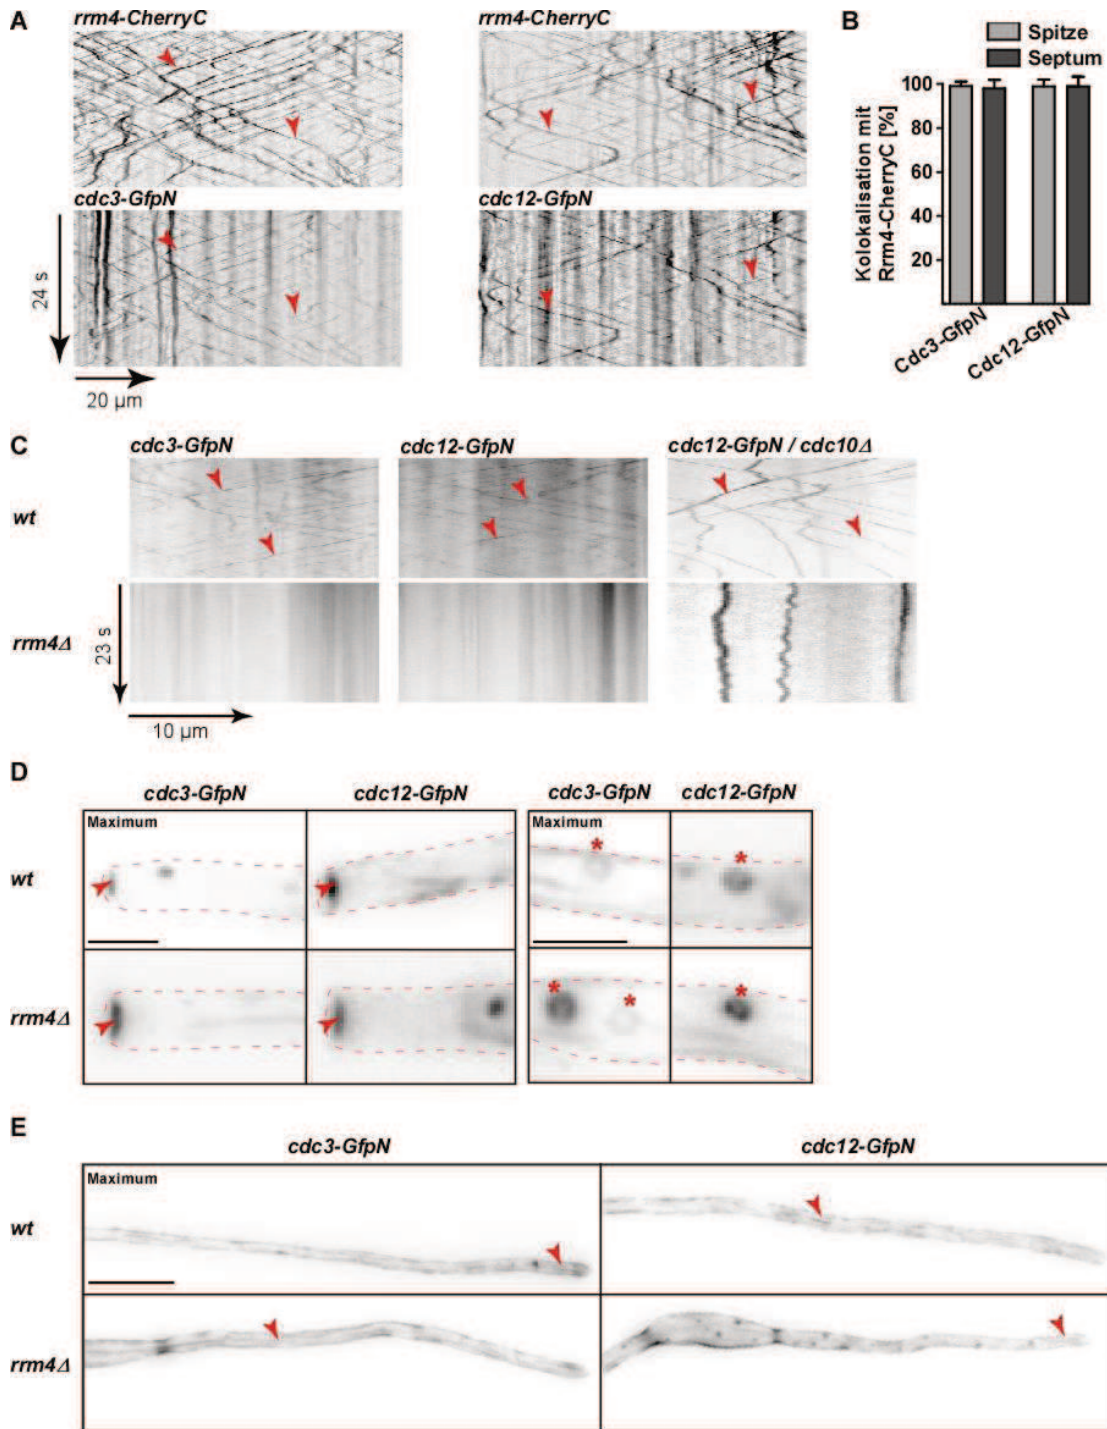 A
rrm4-CherryC
rrm4-CherryC
cdc3-GfpN
cdc12-GfpN
24 s
20 µm
B
Spitze
Septum
Kolokalisation mit
Rrm4-CherryC [%]
100
80
60
40
20
Cdc3-GfpN
Cdc12-GfpN
C
cdc3-GfpN
cdc12-GfpN
cdc12-GfpN / cdc10Δ
wt
rrm4Δ
23 s
10 µm
D
cdc3-GfpN
cdc12-GfpN
cdc3-GfpN
cdc12-GfpN
Maximum
Maximum
wt
*
*
rrm4Δ
*
*
*
E
cdc3-GfpN
cdc12-GfpN
Maximum
wt
rrm4Δ